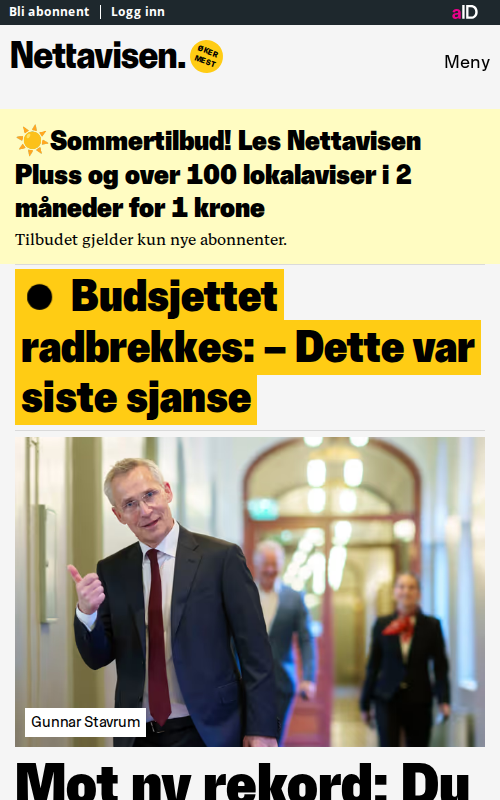 Bli abonnent
Logg inn
aID
Nettavisen.
ØKER
MEST
Meny
☀️Sommertilbud! Les Nettavisen
Pluss og over 100 lokalaviser i 2
måneder for 1 krone
Tilbudet gjelder kun nye abonnenter.
● Budsjettet
radbrekkes: – Dette var
siste sjanse
Gunnar Stavrum
Mot ny rekord: Du